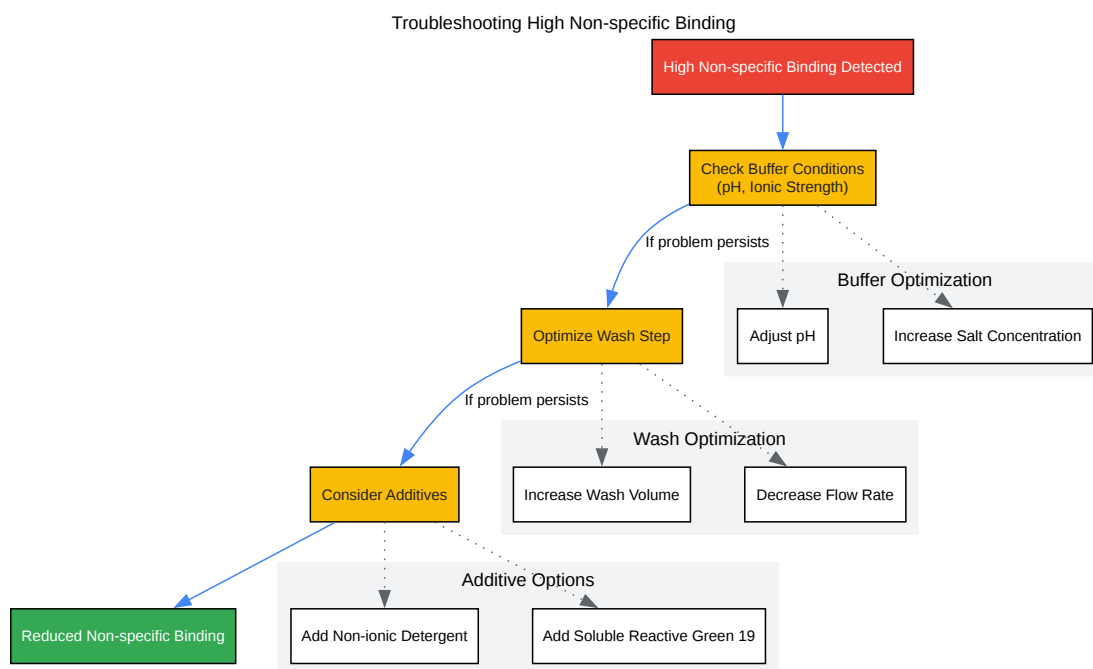 Troubleshooting High Non-specific Binding
High Non-specific Binding Detected
Check Buffer Conditions
(pH, Ionic Strength)
If problem persists
Buffer Optimization
Optimize Wash Step
Adjust pH
Increase Salt Concentration
If problem persists
Wash Optimization
Consider Additives
Increase Wash Volume
Decrease Flow Rate
Additive Options
Reduced Non-specific Binding
Add Non-ionic Detergent
Add Soluble Reactive Green 19